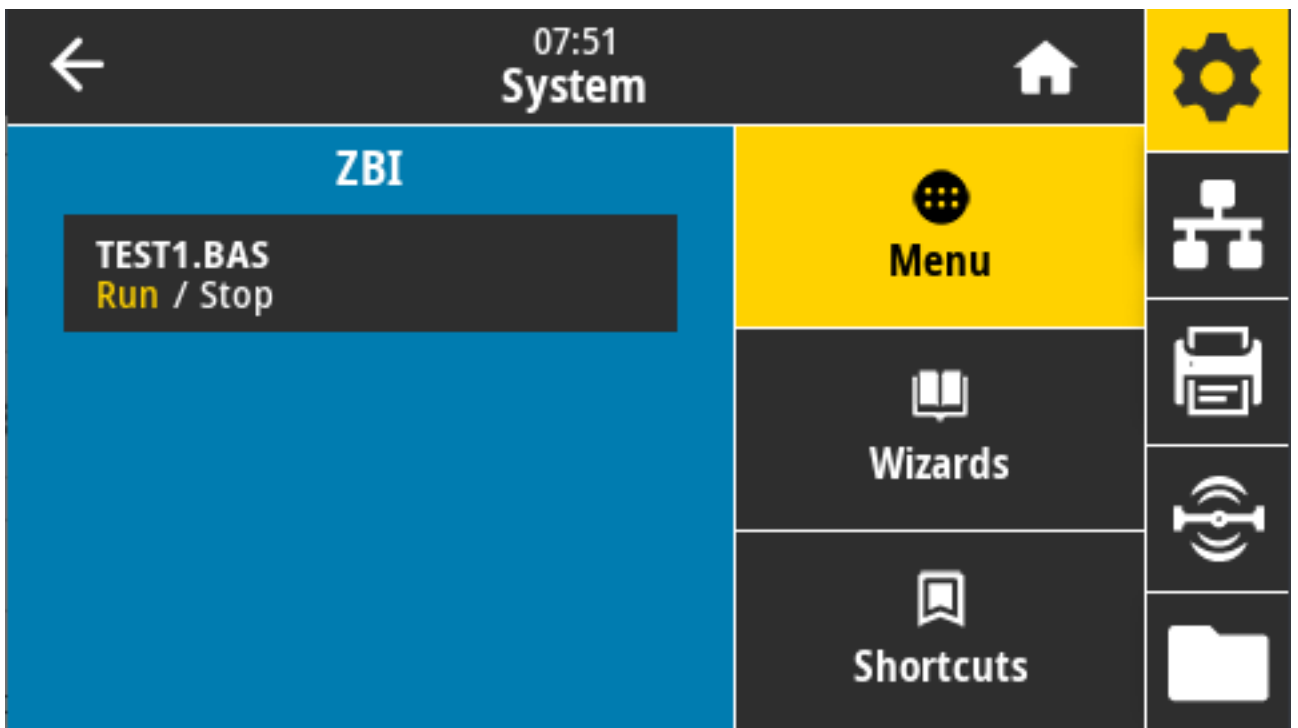 07:51
System
ZBI
TEST1.BAS
Run / Stop
Menu
Wizards
Shortcuts